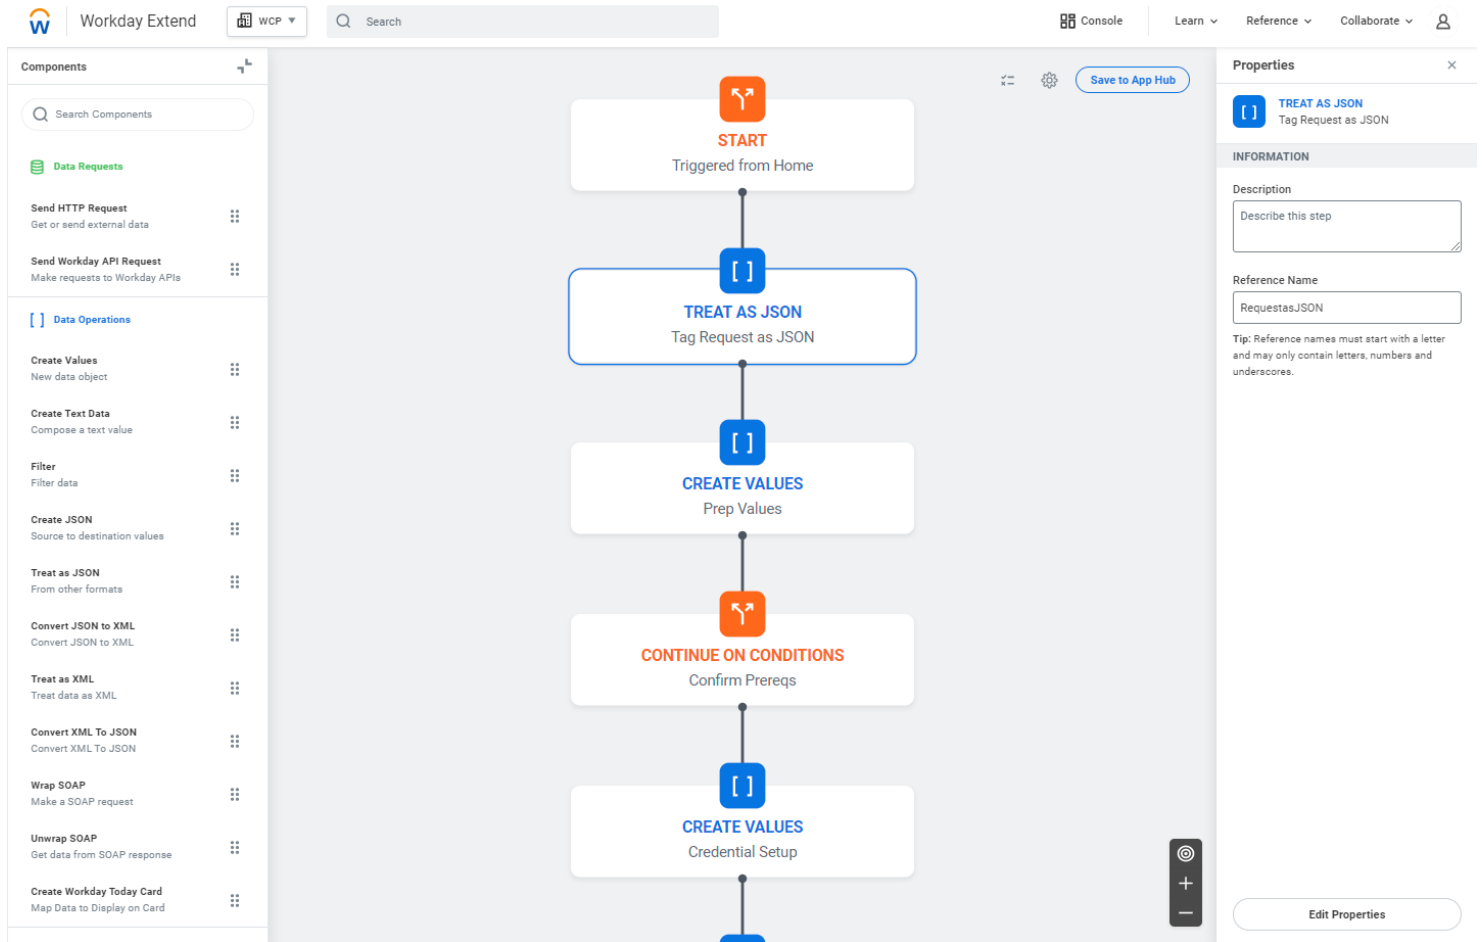 Workday Extend
WCP
Search
Console
Learn
Reference
Collaborate
Components
Search Components
Data Requests
Send HTTP Request
Get or send external data
Send Workday API Request
Make requests to Workday APIs
[ ] Data Operations
Create Values
New data object
Create Text Data
Compose a text value
Filter
Filter data
Create JSON
Source to destination values
Treat as JSON
From other formats
Convert JSON to XML
Convert JSON to XML
Treat as XML
Treat data as XML
Convert XML To JSON
Convert XML To JSON
Wrap SOAP
Make a SOAP request
Unwrap SOAP
Get data from SOAP response
Create Workday Today Card
Map Data to Display on Card
START
Triggered from Home
[ ]
TREAT AS JSON
Tag Request as JSON
[ ]
CREATE VALUES
Prep Values
CONTINUE ON CONDITIONS
Confirm Prereqs
[ ]
CREATE VALUES
Credential Setup
Save to App Hub
Properties
[ ] TREAT AS JSON
Tag Request as JSON
INFORMATION
Description
Describe this step
Reference Name
RequestasJSON
Tip: Reference names must start with a letter
and may only contain letters, numbers and
underscores.
Edit Properties